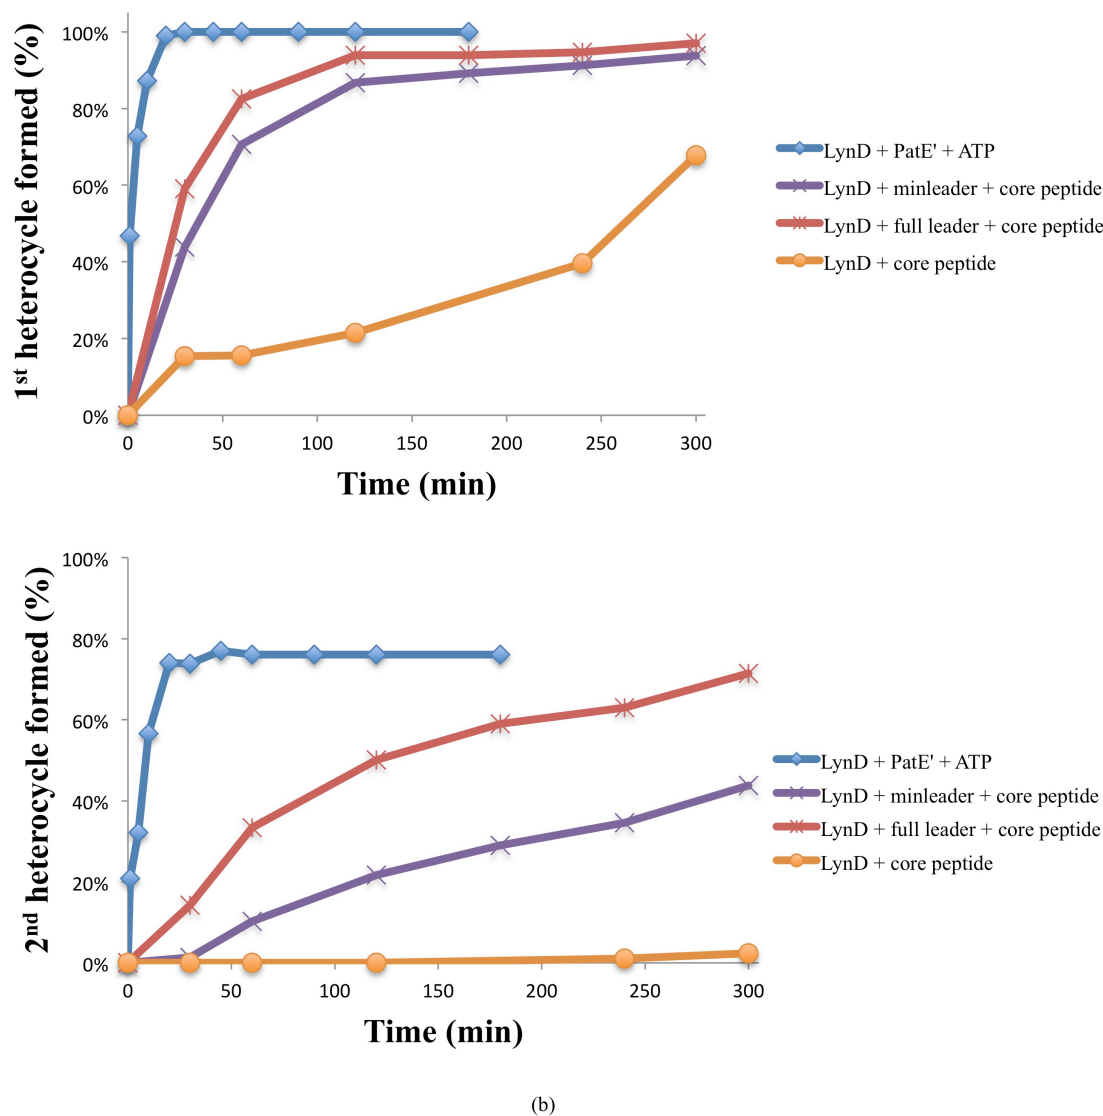 1st heterocycle formed (%)
100%
80%
60%
40%
20%
0%
0 50 100 150 200 250 300
Time (min)
LynD + PatE' + ATP
LynD + minleader + core peptide
LynD + full leader + core peptide
LynD + core peptide
2nd heterocycle formed (%)
100%
80%
60%
40%
20%
0%
0 50 100 150 200 250 300
Time (min)
LynD + PatE' + ATP
LynD + minleader + core peptide
LynD + full leader + core peptide
LynD + core peptide
(b)